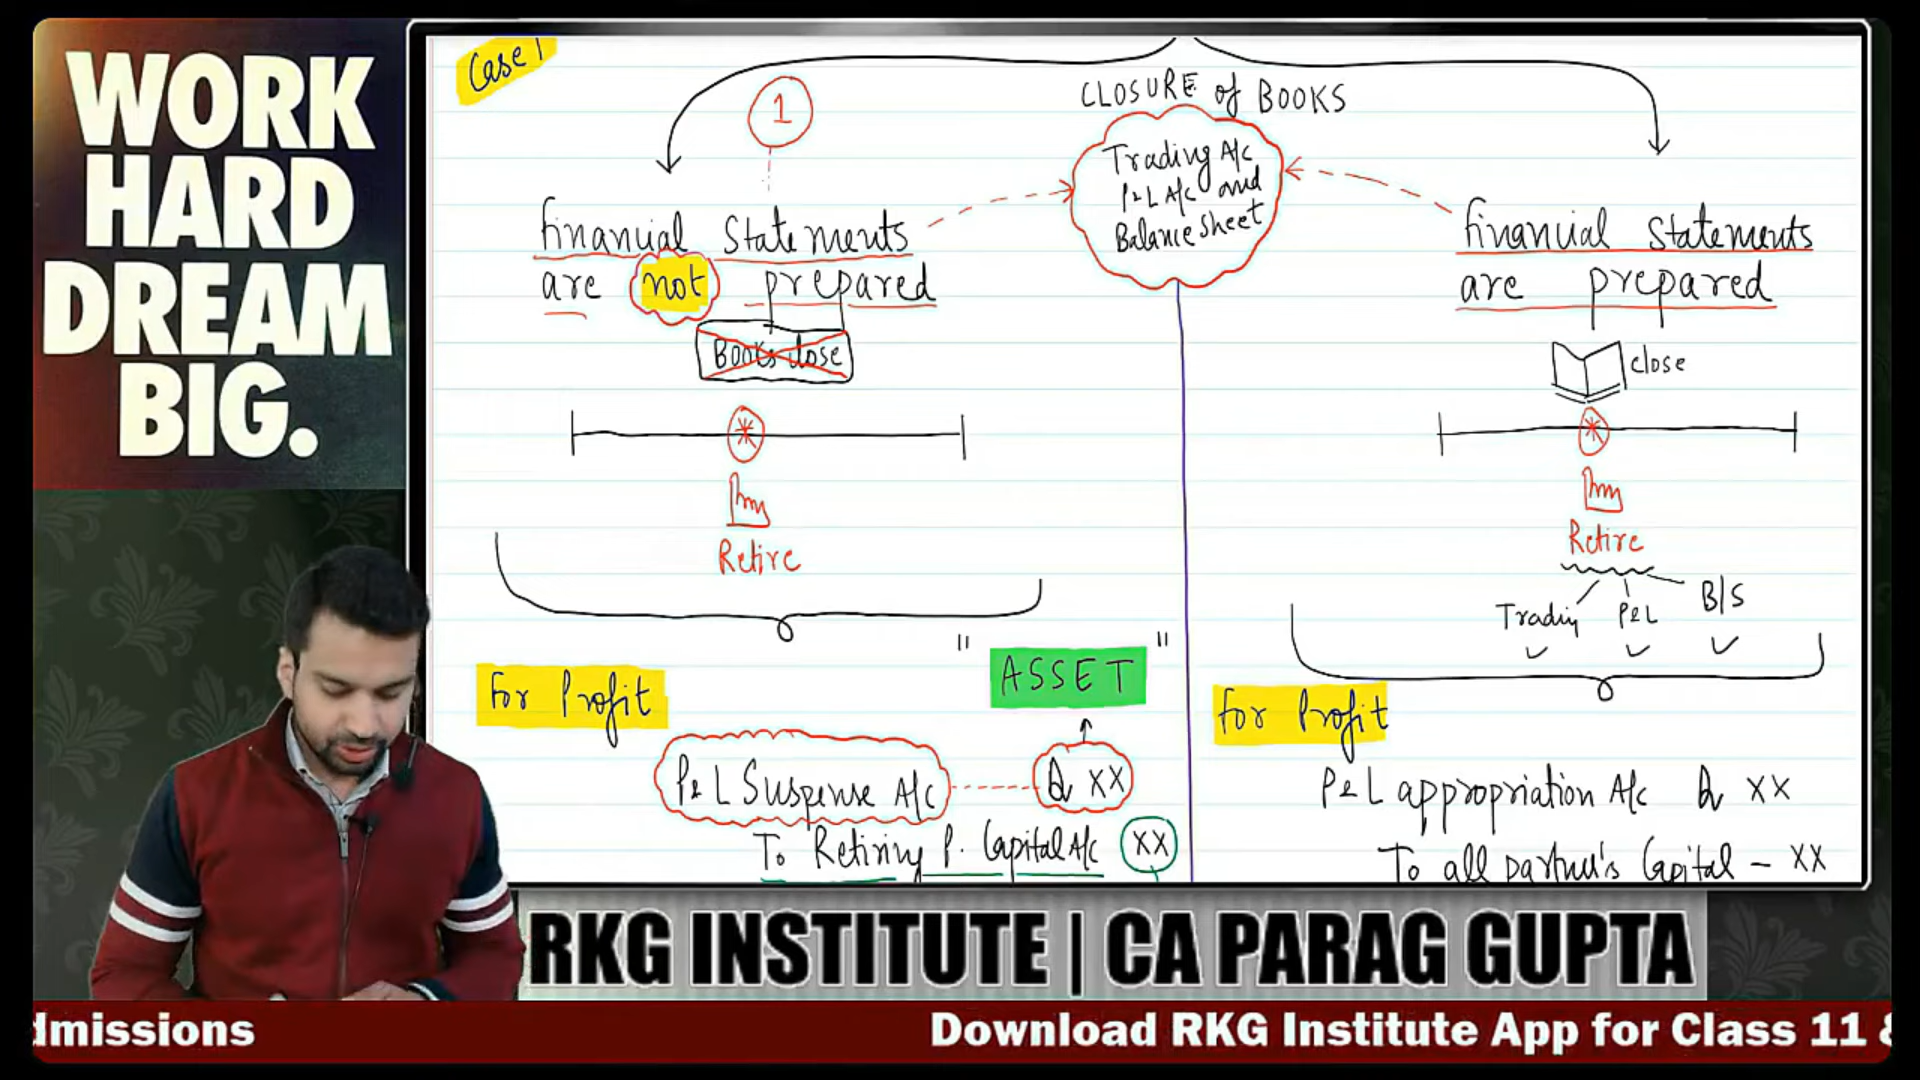 WORK
HARD
DREAM
BIG.
Case 1
1
CLOSURE of BOOKS
Trading A/c
P&L A/c and
Balance Sheet
financial Statements
are not prepared
Books close
Retire
For Profit
" ASSET "
P&L Suspense A/c Dr XX
To Retiring P. Capital A/c XX
financial Statements
are prepared
close
Retire
Trading P&L B/S
For Profit
P&L appropriation A/c Dr XX
To all partner's Capital - XX
RKG INSTITUTE | CA PARAG GUPTA
dmissions Download RKG Institute App for Class 11 &